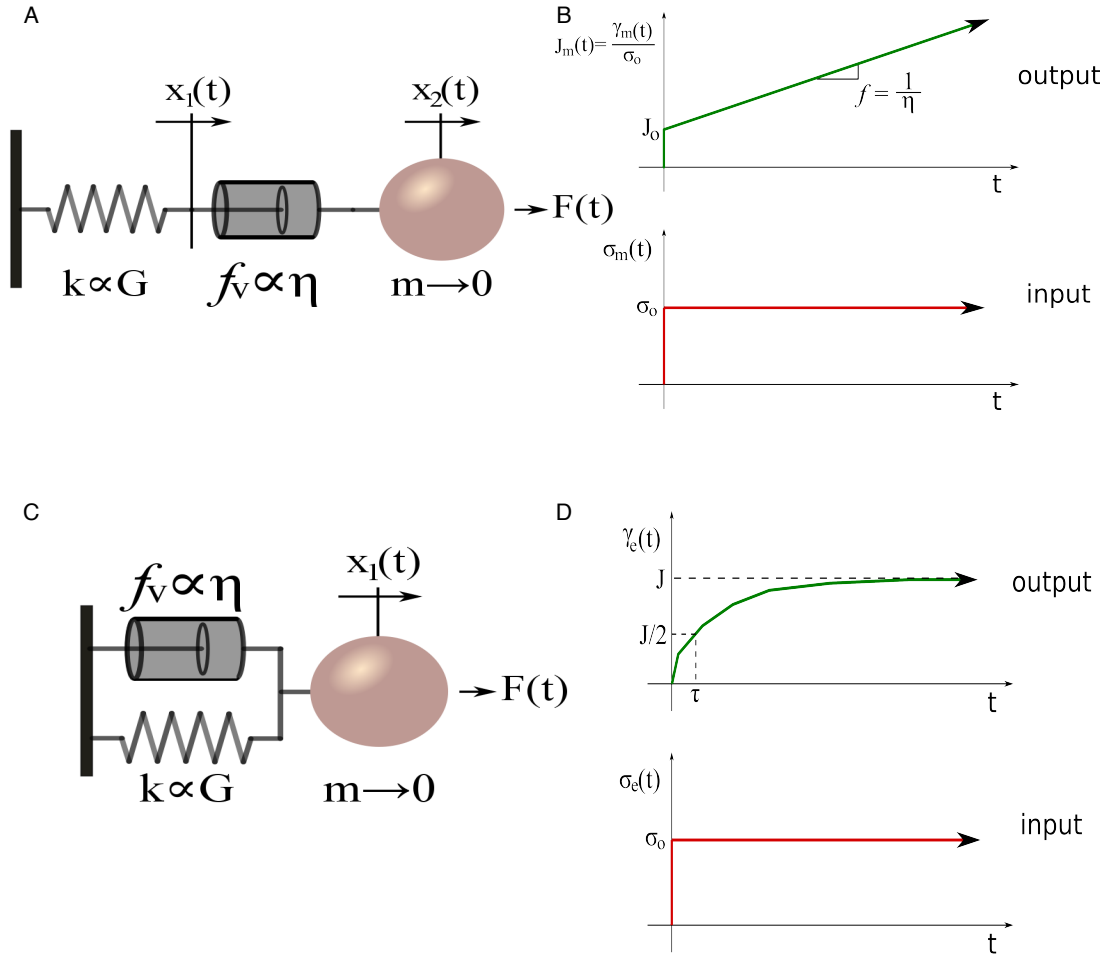 A
x₁(t)
x₂(t)
F(t)
k∝G
fᵥ∝η
m→0
B
Jₘ(t)= γₘ(t)/σₒ
Jₒ
f = 1/η
t
output
σₘ(t)
σₒ
t
input
C
fᵥ∝η
x₁(t)
F(t)
k∝G
m→0
D
γₑ(t)
J
J/2
τ
t
output
σₑ(t)
σₒ
t
input